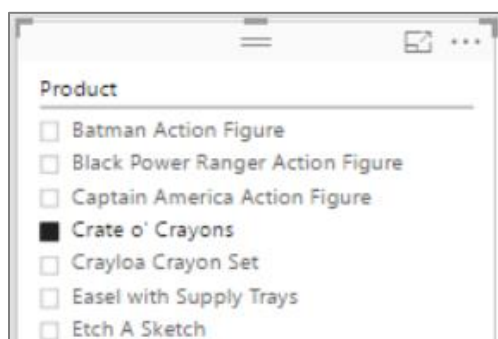 Product
Batman Action Figure
Black Power Ranger Action Figure
Captain America Action Figure
Crate o' Crayons
Crayloa Crayon Set
Easel with Supply Trays
Etch A Sketch